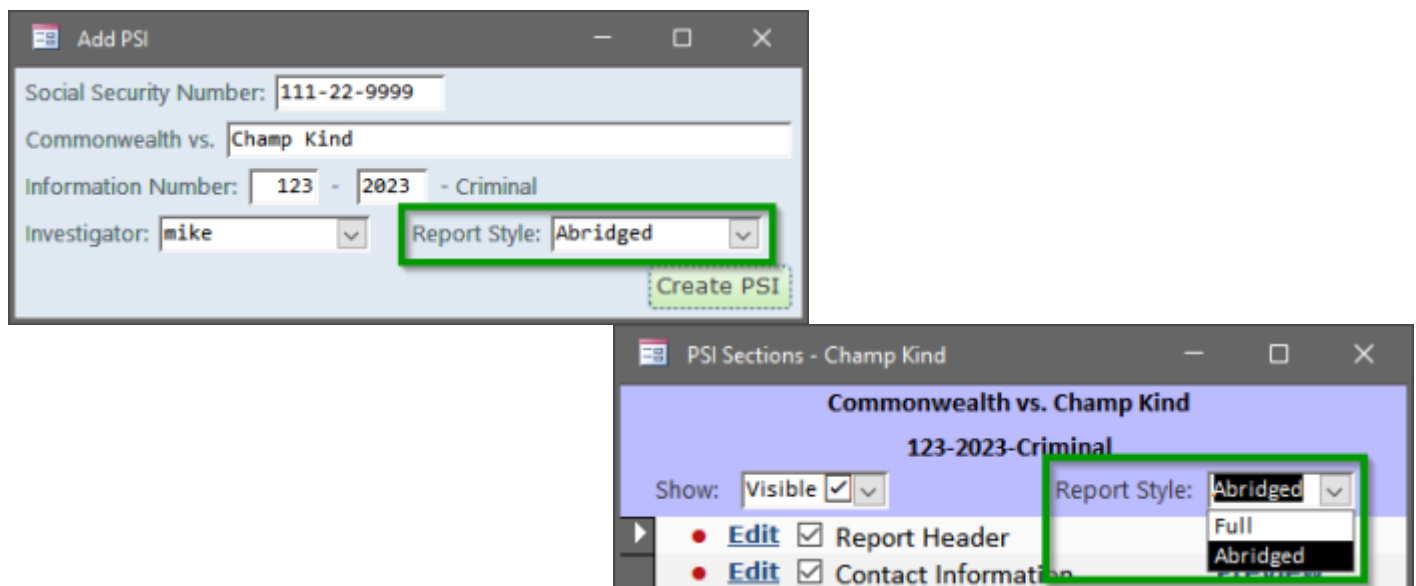 Add PSI
Social Security Number: 111-22-9999
Commonwealth vs. Champ Kind
Information Number: 123 - 2023 - Criminal
Investigator: mike Report Style: Abridged
Create PSI
PSI Sections - Champ Kind
Commonwealth vs. Champ Kind
123-2023-Criminal
Show: Visible Report Style: Abridged
Full
Edit Report Header
Abridged
Edit Contact Information